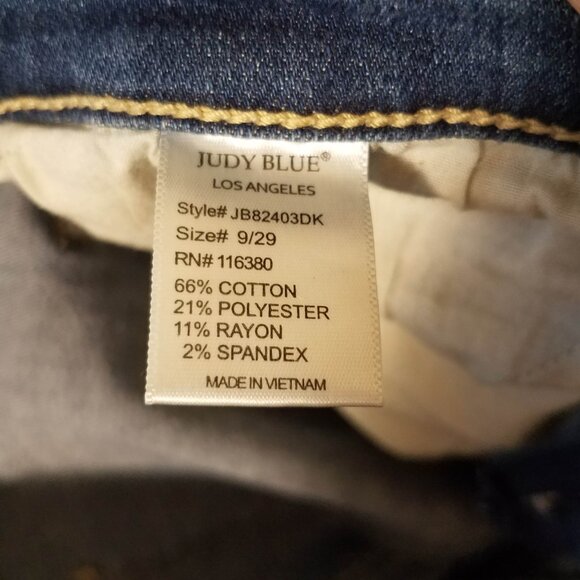 JUDY BLUE®
LOS ANGELES
Style# JB82403DK
Size# 9/29
RN# 116380
66% COTTON
21% POLYESTER
11% RAYON
2% SPANDEX
MADE IN VIETNAM